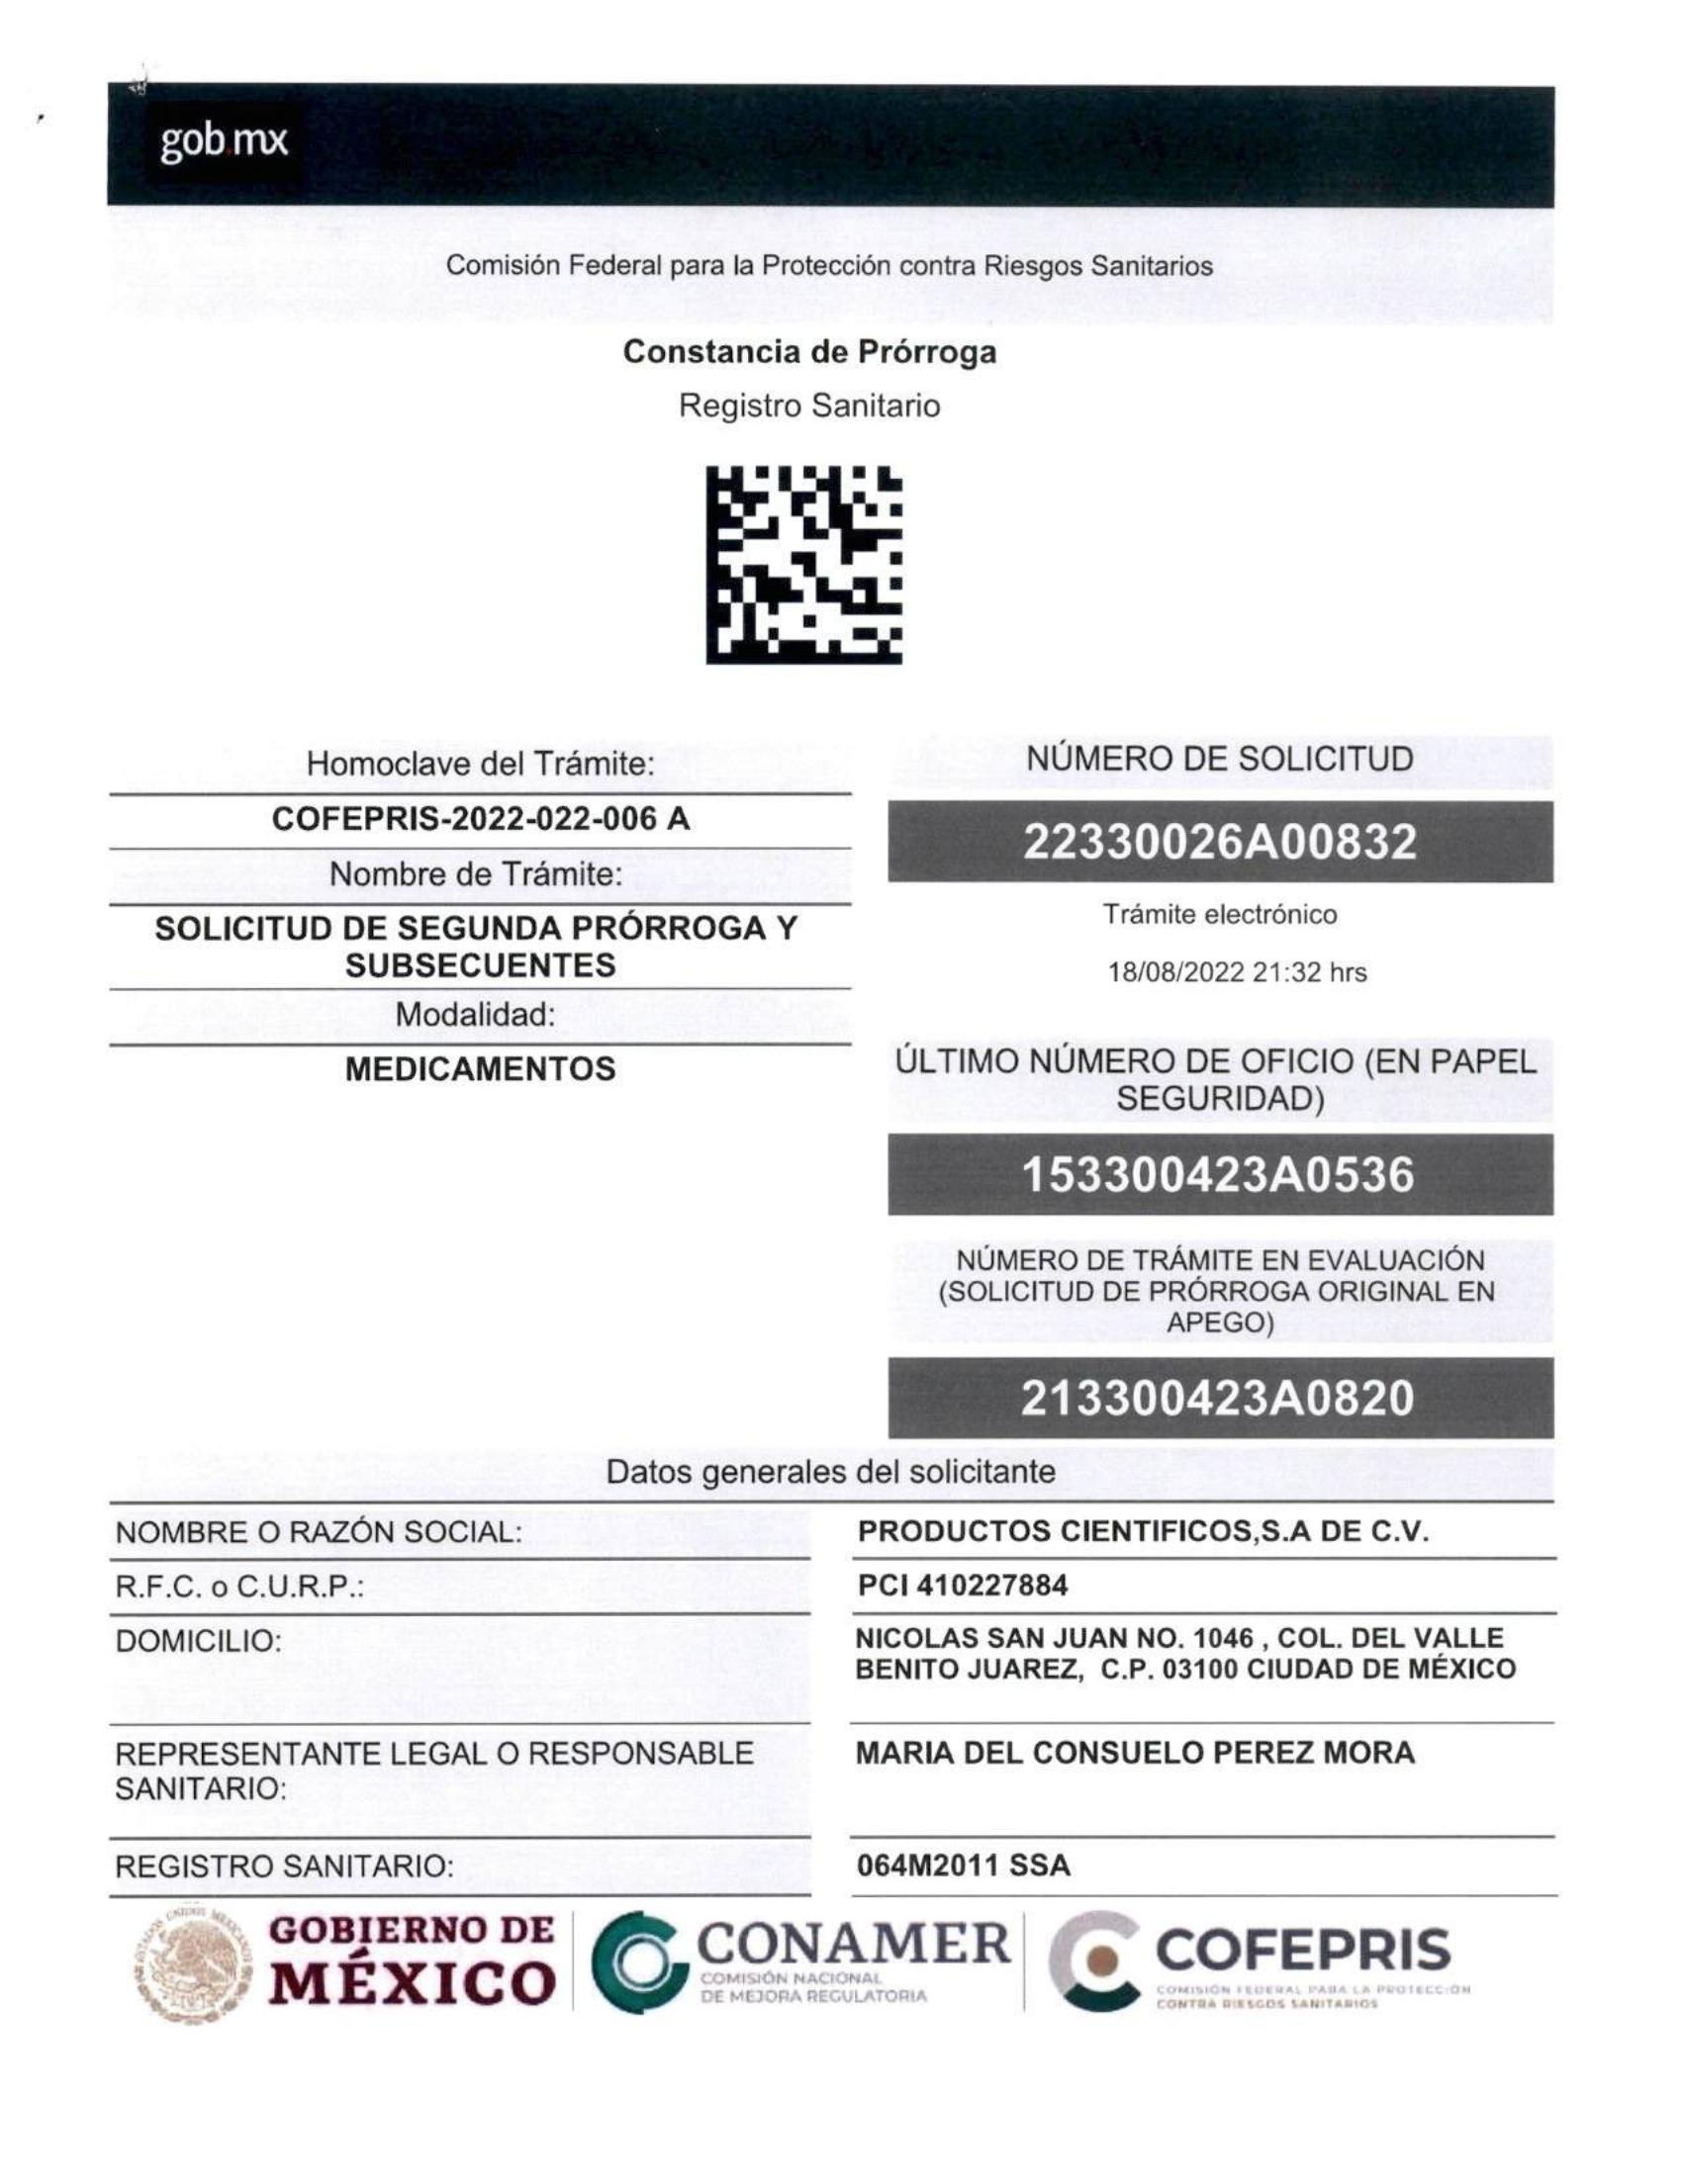 gob.mx
Comisión Federal para la Protección contra Riesgos Sanitarios
Constancia de Prórroga
Registro Sanitario
Homoclave del Trámite:
COFEPRIS-2022-022-006 A
Nombre de Trámite:
SOLICITUD DE SEGUNDA PRÓRROGA Y
SUBSECUENTES
Modalidad:
MEDICAMENTOS
NÚMERO DE SOLICITUD
22330026A00832
Trámite electrónico
18/08/2022 21:32 hrs
ÚLTIMO NÚMERO DE OFICIO (EN PAPEL
SEGURIDAD)
153300423A0536
NÚMERO DE TRÁMITE EN EVALUACIÓN
(SOLICITUD DE PRÓRROGA ORIGINAL EN
APEGO)
213300423A0820
Datos generales del solicitante
NOMBRE O RAZÓN SOCIAL:
PRODUCTOS CIENTIFICOS,S.A DE C.V.
R.F.C. o C.U.R.P.:
PCI 410227884
DOMICILIO:
NICOLAS SAN JUAN NO. 1046 , COL. DEL VALLE
BENITO JUAREZ, C.P. 03100 CIUDAD DE MÉXICO
REPRESENTANTE LEGAL O RESPONSABLE
SANITARIO:
MARIA DEL CONSUELO PEREZ MORA
REGISTRO SANITARIO:
064M2011 SSA
GOBIERNO DE
MÉXICO
CONAMER
COMISIÓN NACIONAL
DE MEJORA REGULATORIA
COFEPRIS
COMISIÓN FEDERAL PARA LA PROTECCIÓN
CONTRA RIESGOS SANITARIOS